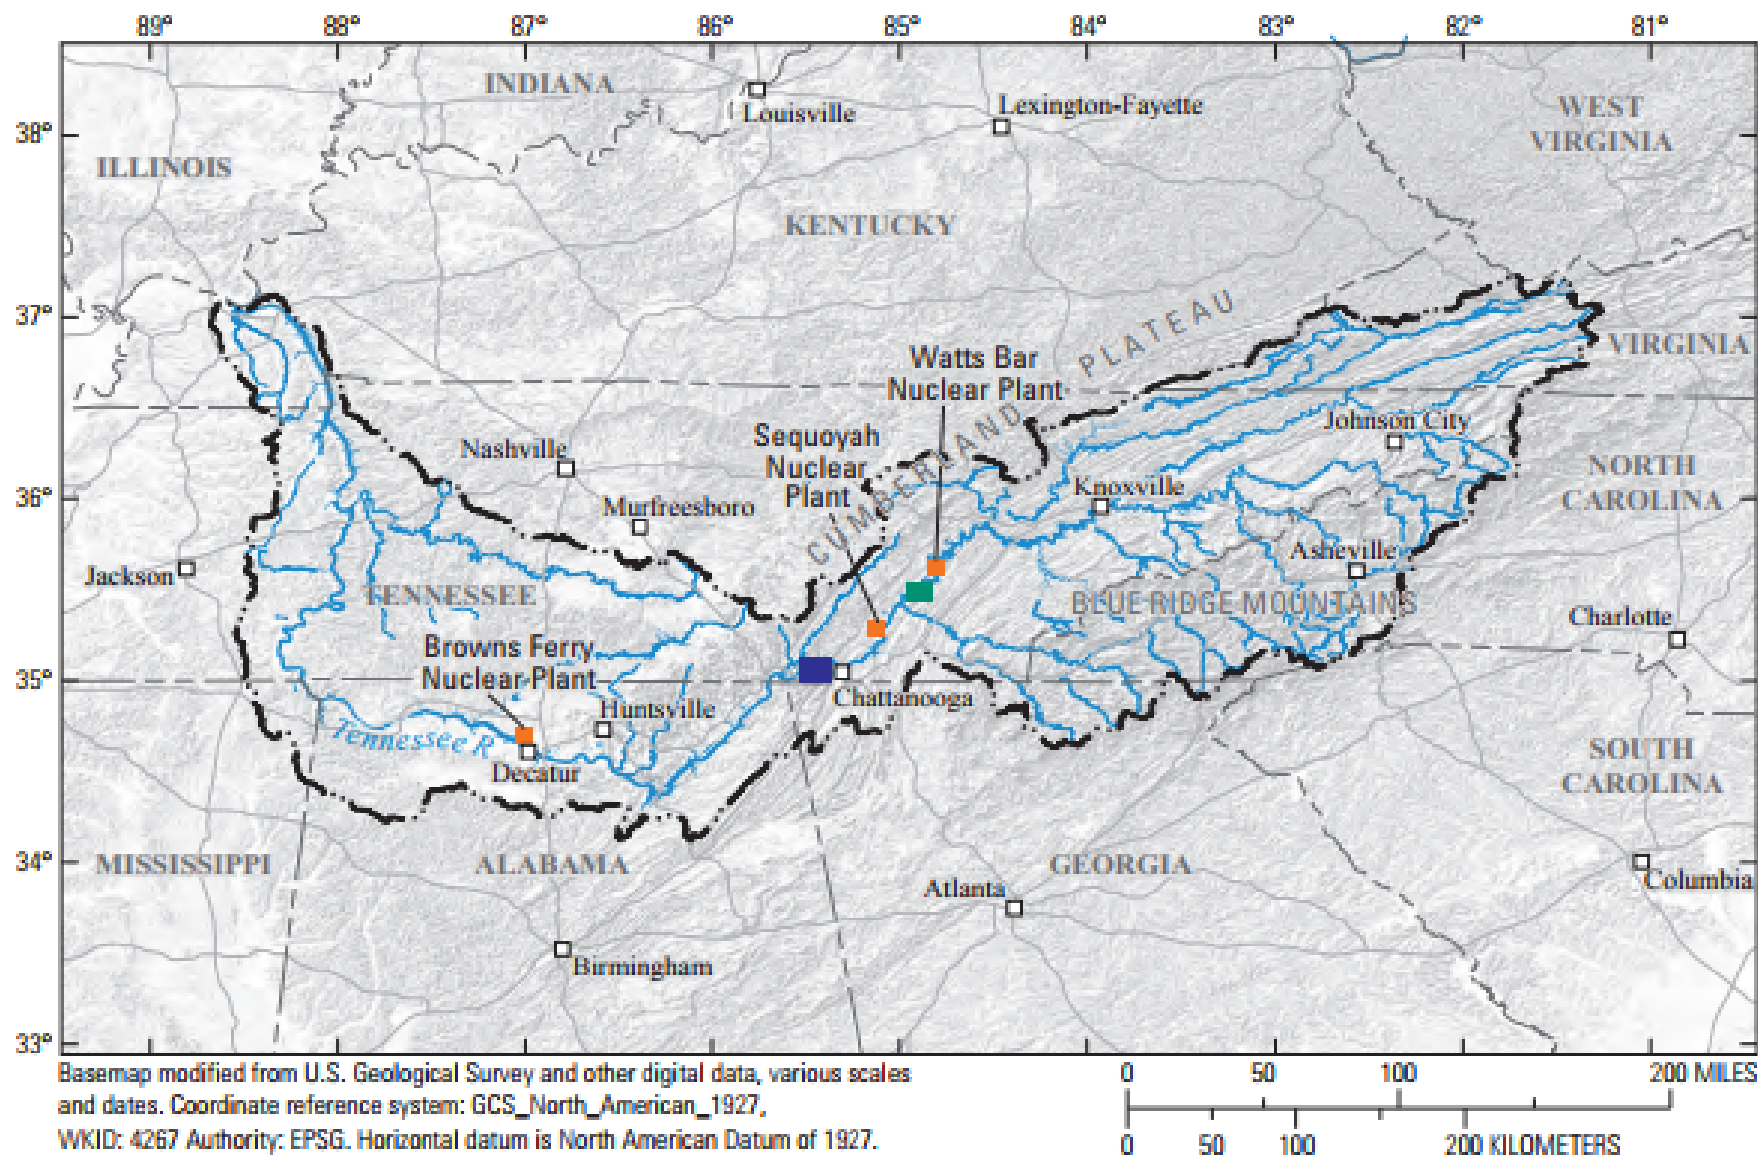 89° 88° 87° 86° 85° 84° 83° 82° 81°
INDIANA
Louisville
Lexington-Fayette
WEST
VIRGINIA
38°
ILLINOIS
KENTUCKY
37°
PLATEAU
VIRGINIA
Watts Bar
Nuclear Plant
CUMBERLAND
Johnson City
Sequoyah
Nuclear
Plant
Nashville
NORTH
CAROLINA
36°
Knoxville
Murfreesboro
Asheville
Jackson
TENNESSEE
BLUE RIDGE MOUNTAINS
Charlotte
Browns Ferry
Nuclear Plant
35°
Chattanooga
Huntsville
Tennessee R
Decatur
SOUTH
CAROLINA
34°
MISSISSIPPI
ALABAMA
GEORGIA
Atlanta
Columbia
Birmingham
33°
Basemap modified from U.S. Geological Survey and other digital data, various scales
and dates. Coordinate reference system: GCS_North_American_1927,
WKID: 4267 Authority: EPSG. Horizontal datum is North American Datum of 1927.
0 50 100 200 MILES
0 50 100 200 KILOMETERS